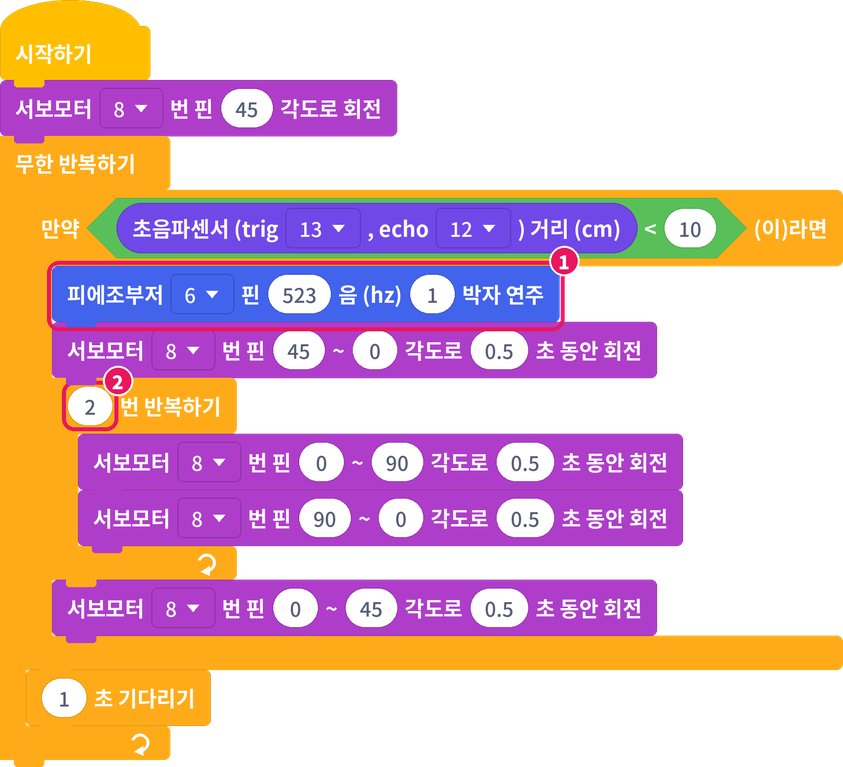 시작하기
서보모터 8 번 핀 45 각도로 회전
무한 반복하기
만약 초음파센서 (trig 13 , echo 12 ) 거리 (cm) < 10 (이)라면
1
피에조부저 6 핀 523 음 (hz) 1 박자 연주
서보모터 8 번 핀 45 ~ 0 각도로 0.5 초 동안 회전
2
2 번 반복하기
서보모터 8 번 핀 0 ~ 90 각도로 0.5 초 동안 회전
서보모터 8 번 핀 90 ~ 0 각도로 0.5 초 동안 회전
서보모터 8 번 핀 0 ~ 45 각도로 0.5 초 동안 회전
1 초 기다리기